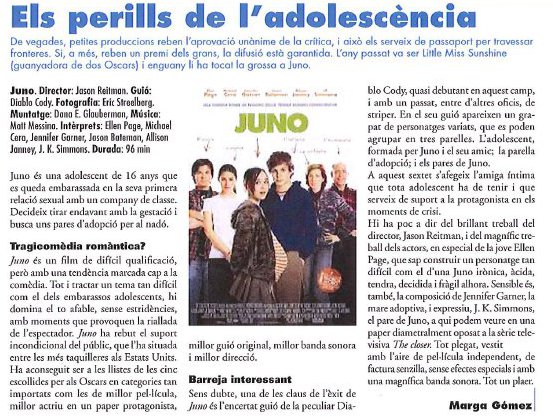 Els perills de l'adolescència
De vegades, petites produccions reben l'aprovació unànime de la crítica, i això els serveix de passaport per travessar
fronteres. Si, a més, reben un premi dels grans, la difusió està garantida. L'any passat va ser Little Miss Sunshine
(guanyadora de dos Oscars) i enguany li ha tocat la grossa a Juno.
Juno. Director: Jason Reitman. Guió:
Diablo Cody. Fotografia: Eric Streelberg.
Muntatge: Dana E. Glauberman, Música:
Matt Messina. Intèrprets: Ellen Page, Michael
Cera, Jennifer Garner, Jason Bateman, Allison
Janney, J. K. Simmons. Durada: 96 min
Juno és una adolescent de 16 anys que
es queda embarassada en la seva primera
relació sexual amb un company de classe.
Decideix tirar endavant amb la gestació i
busca uns pares d'adopció per al nadó.
Tragicomèdia romàntica?
Juno és un film de difícil qualificació,
però amb una tendència marcada cap a la
comèdia. Tot i tractar un tema tan difícil
com el dels embarassos adolescents, hi
domina el to afable, sense estridències,
amb moments que provoquen la riallada
de l'espectador. Juno ha rebut el suport
incondicional del públic, que l'ha situada
entre les més taquilleres als Estats Units.
Ha aconseguit ser a les llistes de les cinc
escollides per als Oscars en categories tan
importants com les de millor pel·lícula,
millor actriu en un paper protagonista,
JUNO
millor guió original, millor banda sonora
i millor direcció.
Barreja interessant
Sens dubte, una de les claus de l'èxit de
Juno és l'encertat guió de la peculiar Dia-
blo Cody, quasi debutant en aquest camp,
i amb un passat, entre d'altres oficis, de
striper. En el seu guió apareixen un grap
at de personatges variats, que es poden
agrupar en tres parelles. L'adolescent,
formada per Juno i el seu amic; la parella
d'adopció; i els pares de Juno.
A aquest sextet s'afegeix l'amiga íntima
que tota adolescent ha de tenir i que
serveix de suport a la protagonista en els
moments de crisi.
Hi ha poc a dir del brillant treball del
director, Jason Reitman, i del magnífic tre-
ball dels actors, en especial de la jove Ellen
Page, que sap construir un personatge tan
difícil com el d'una Juno irònica, àcida,
tendra, decidida i fràgil alhora. Sensible és,
també, la composició de Jennifer Garner, la
mare adoptiva, i expressiu, J. K. Simmons,
el pare de Juno, a qui podem veure en una
paper diametralment oposat a la sèrie tele-
visiva The closer. Tot plegat, vestit
amb l'aire de pel·lícula independent, de
factura senzilla, sense efectes especials i amb
una magnífica banda sonora. Tot un plaer.
Marga Gómez